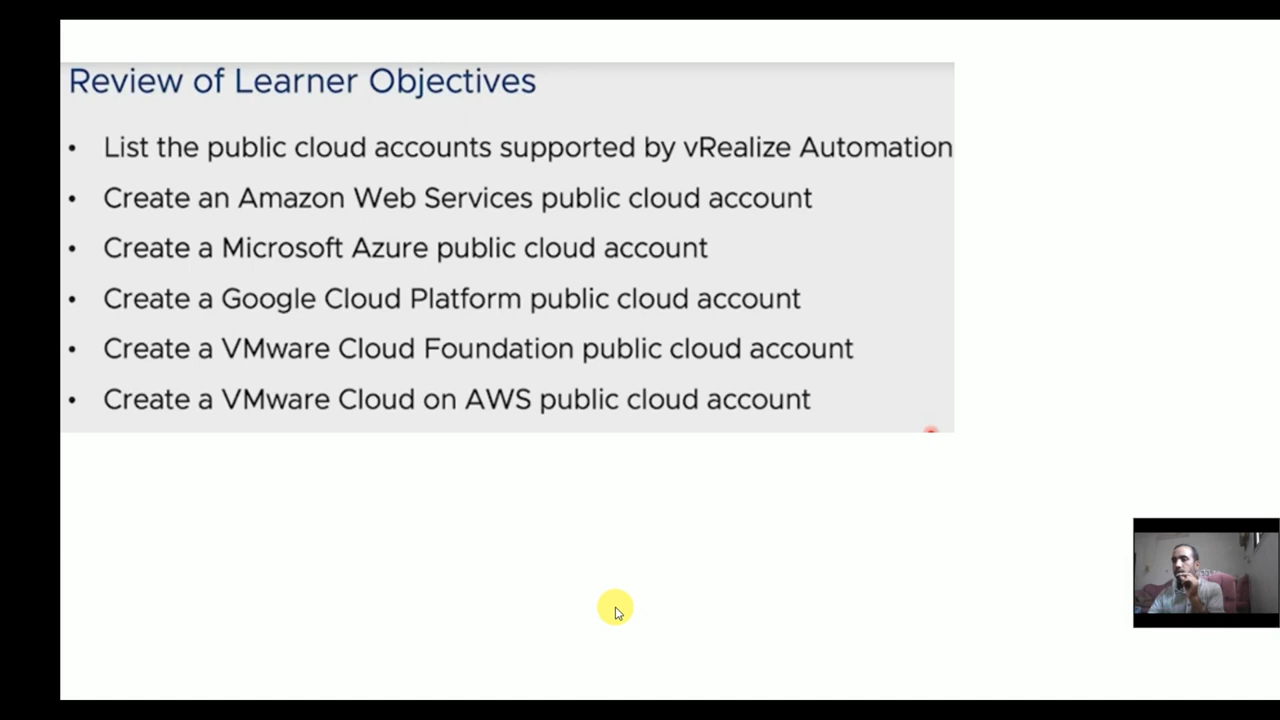 Review of Learner Objectives
• List the public cloud accounts supported by vRealize Automation
• Create an Amazon Web Services public cloud account
• Create a Microsoft Azure public cloud account
• Create a Google Cloud Platform public cloud account
• Create a VMware Cloud Foundation public cloud account
• Create a VMware Cloud on AWS public cloud account